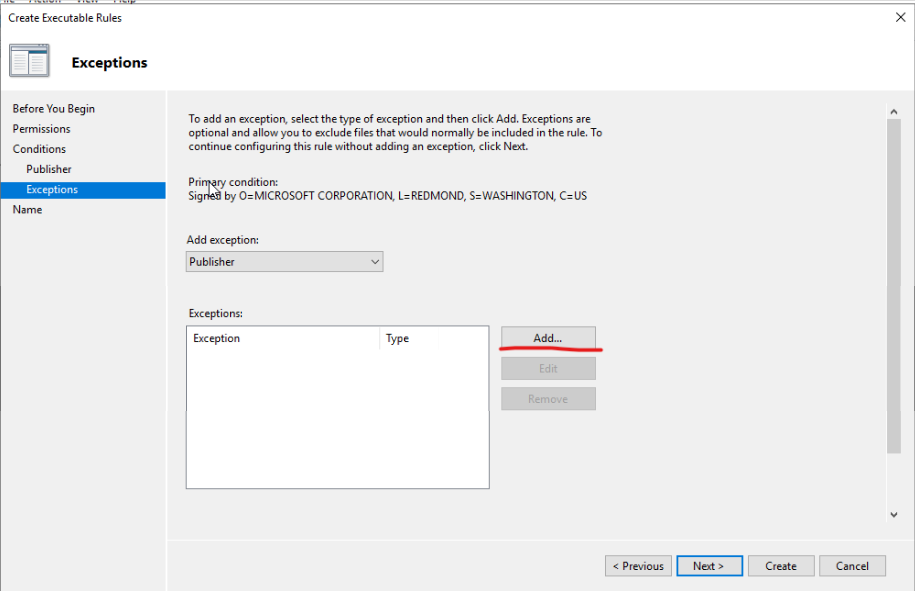 Action View Help
Create Executable Rules
Exceptions
Before You Begin
Permissions
Conditions
Publisher
Exceptions
Name
To add an exception, select the type of exception and then click Add. Exceptions are
optional and allow you to exclude files that would normally be included in the rule. To
continue configuring this rule without adding an exception, click Next.
Primary condition:
Signed by O=MICROSOFT CORPORATION, L=REDMOND, S=WASHINGTON, C=US
Add exception:
Publisher
Exceptions:
Exception Type
Add...
Edit
Remove
< Previous Next > Create Cancel